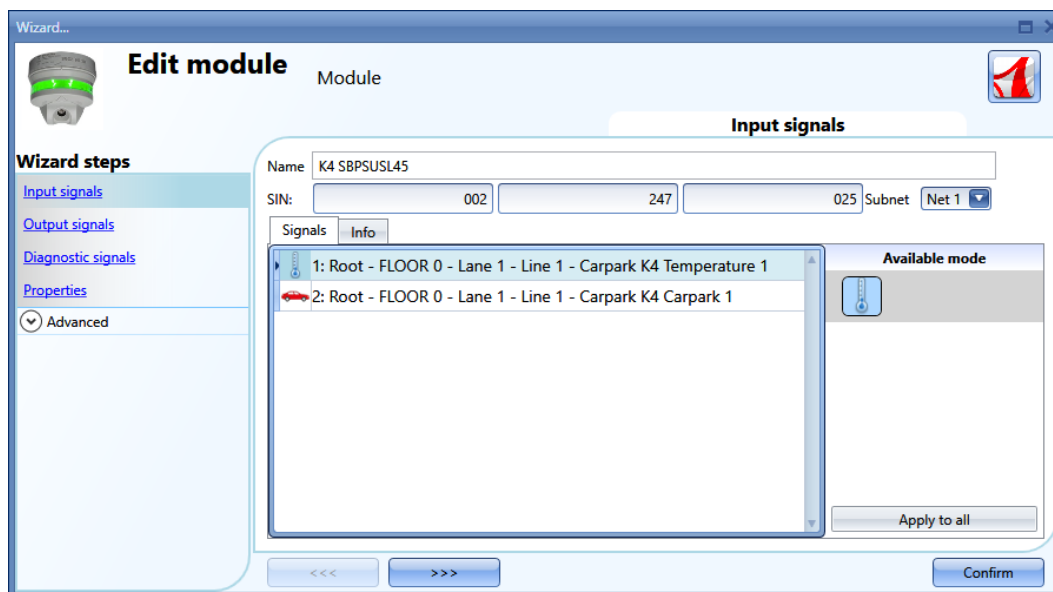 Wizard...
Edit module
Module
Input signals
Wizard steps
Input signals
Output signals
Diagnostic signals
Properties
Advanced
Name K4 SBPSUSL45
SIN: 002 247 025 Subnet Net 1
Signals Info
1: Root - FLOOR 0 - Lane 1 - Line 1 - Carpark K4 Temperature 1
2: Root - FLOOR 0 - Lane 1 - Line 1 - Carpark K4 Carpark 1
Available mode
Apply to all
<<< >>> Confirm